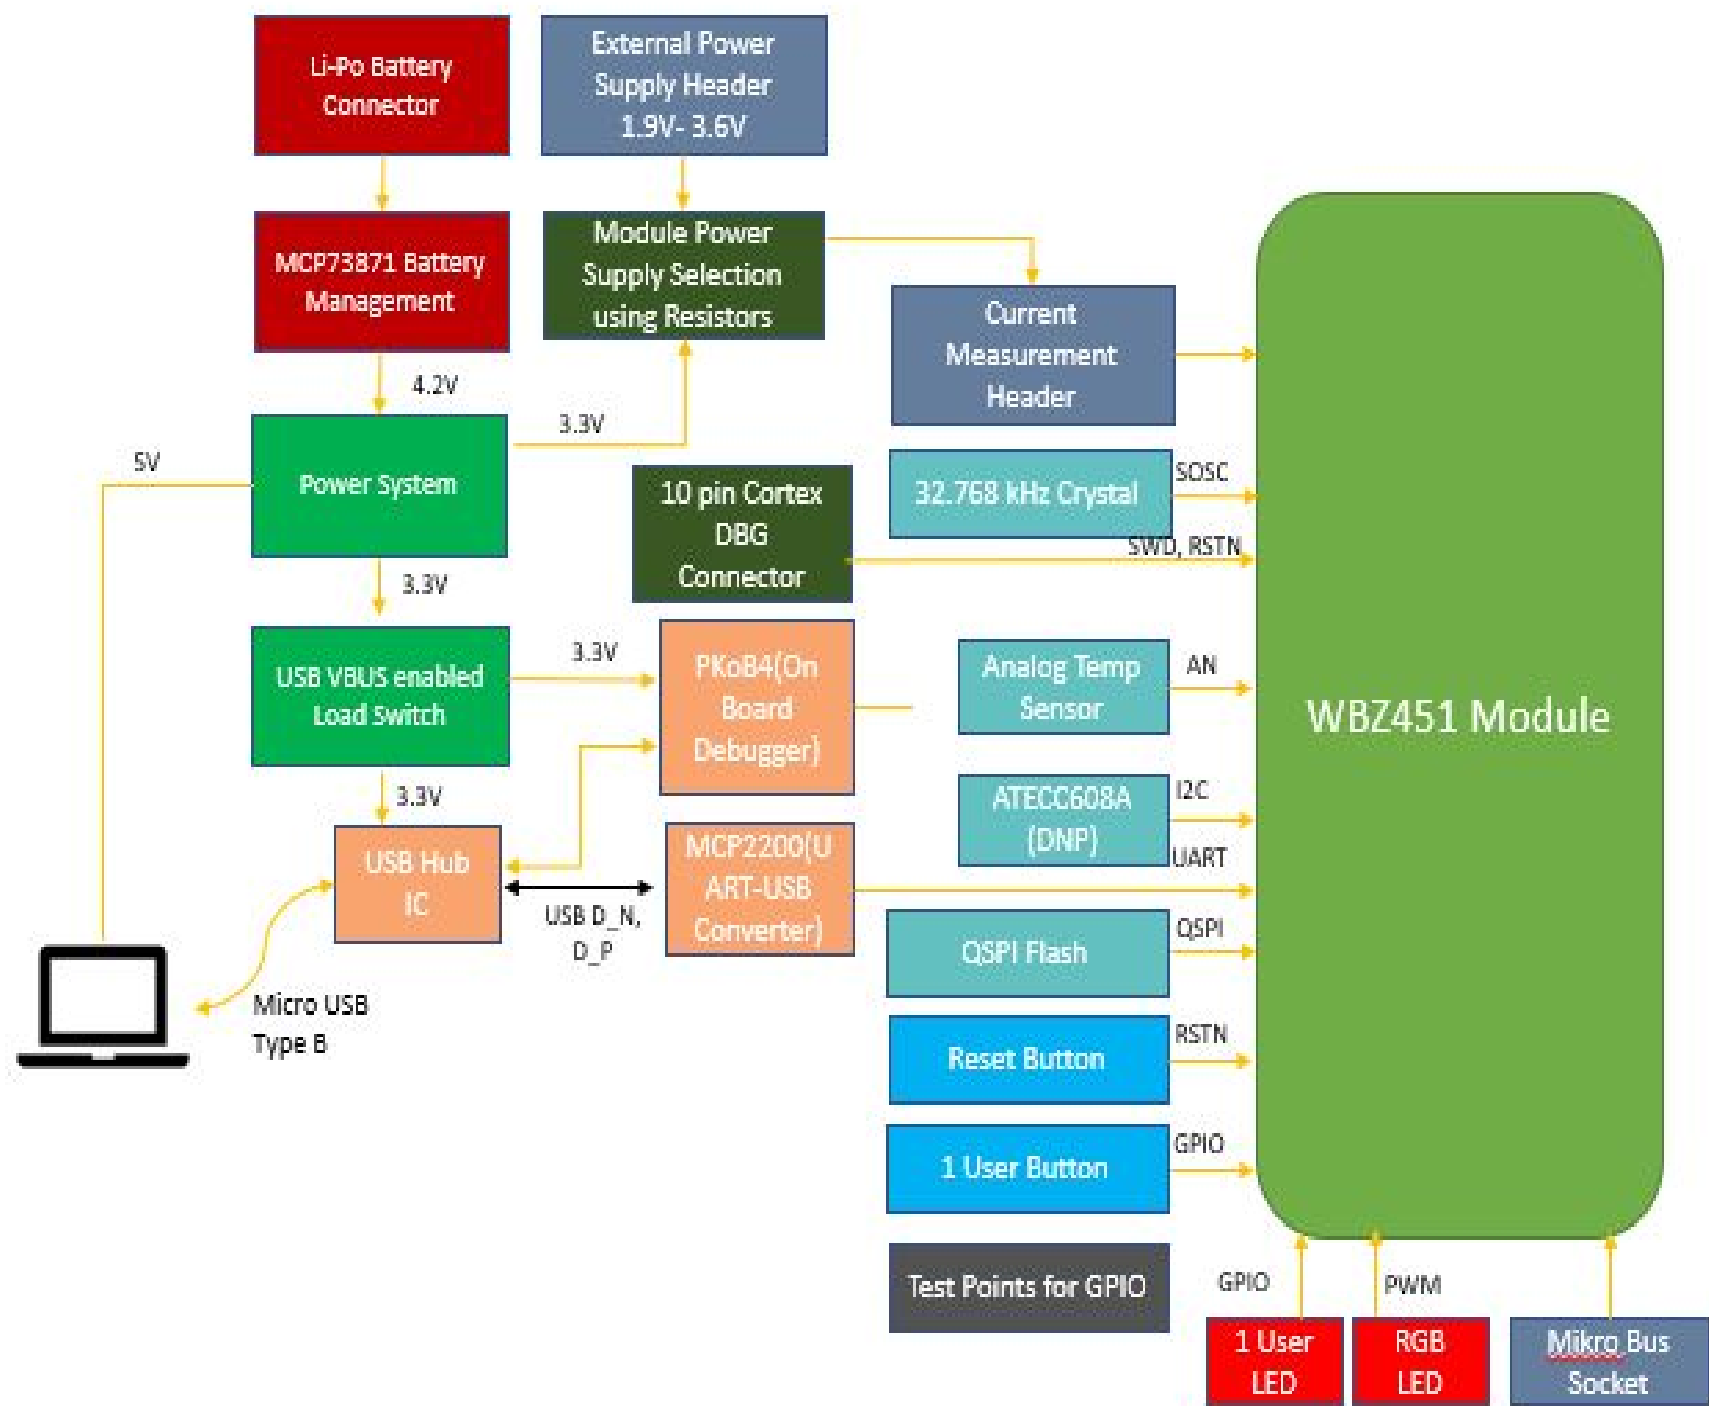 Li-Po Battery
Connector
External Power
Supply Header
1.9V- 3.6V
MCP73871 Battery
Management
Module Power
Supply Selection
using Resistors
Current
Measurement
Header
4.2V
3.3V
5V
Power System
10 pin Cortex
DBG
Connector
32.768 kHz Crystal
SOSC
SWD, RSTN
3.3V
USB VBUS enabled
Load Switch
3.3V
PKoB4(On
Board
Debugger)
Analog Temp
Sensor
AN
WBZ451 Module
3.3V
USB Hub
IC
MCP2200(U
ART-USB
Converter)
ATECC608A
(DNP)
I2C
UART
USB D_N,
D_P
QSPI Flash
QSPI
Micro USB
Type B
Reset Button
RSTN
1 User Button
GPIO
Test Points for GPIO
GPIO
PWM
1 User
LED
RGB
LED
Mikro Bus
Socket